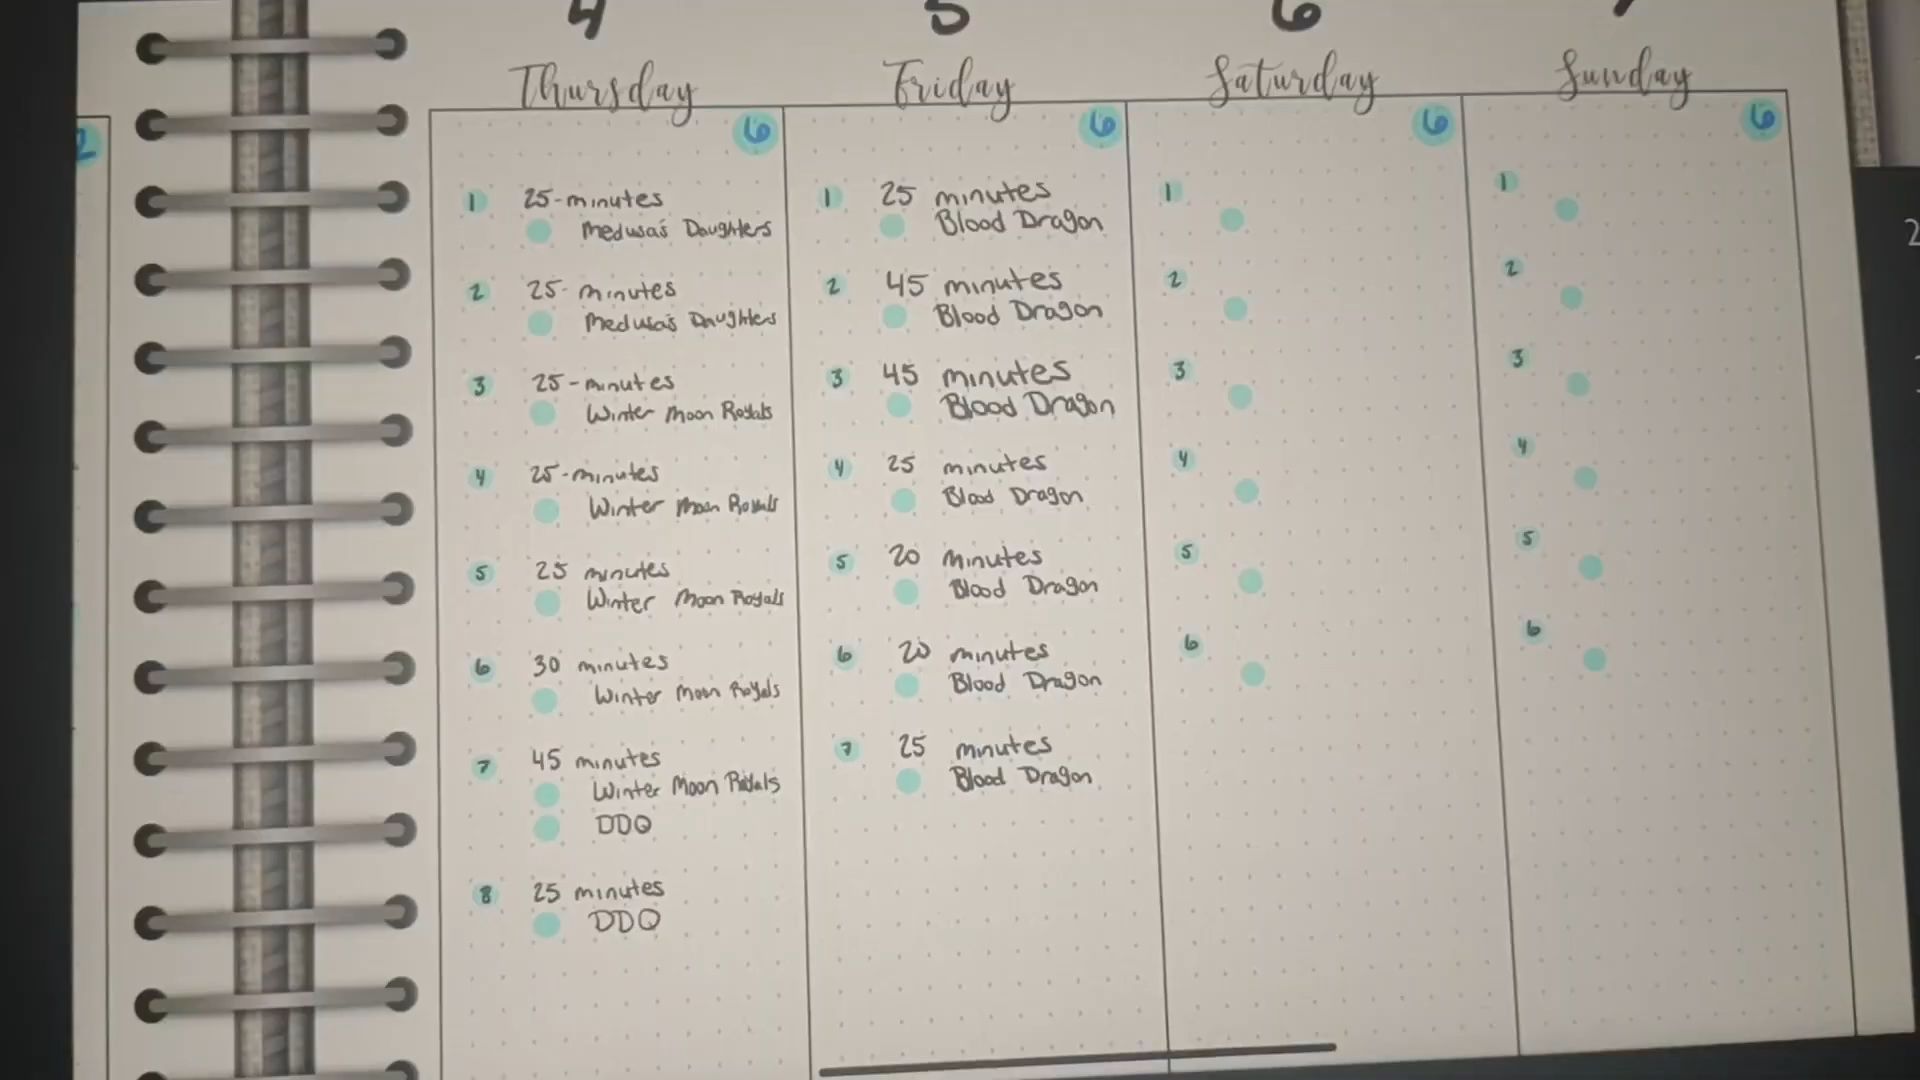 4
Thursday
6
1 25-minutes
Medusa's Daughters
2 25-minutes
Medusa's Daughters
3 25-minutes
Winter Moon Royals
4 25-minutes
Winter Moon Royals
5 25 minutes
Winter Moon Royals
6 30 minutes
Winter Moon Royals
7 45 minutes
Winter Moon Royals
DDQ
8 25 minutes
DDQ
5
Friday
6
1 25 minutes
Blood Dragon
2 45 minutes
Blood Dragon
3 45 minutes
Blood Dragon
4 25 minutes
Blood Dragon
5 20 minutes
Blood Dragon
6 20 minutes
Blood Dragon
7 25 minutes
Blood Dragon
6
Saturday
6
1
2
3
4
5
6
Sunday
6
1
2
3
4
5
6
2
2